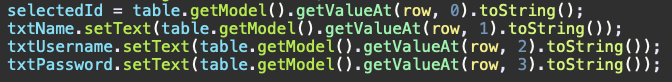 selectedId = table.getModel().getValueAt(row, 0).toString();
txtName.setText(table.getModel().getValueAt(row, 1).toString());
txtUsername.setText(table.getModel().getValueAt(row, 2).toString());
txtPassword.setText(table.getModel().getValueAt(row, 3).toString());